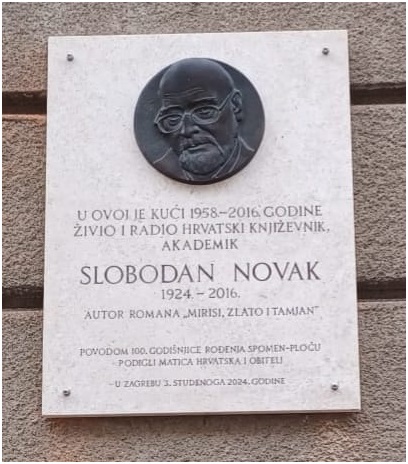 U OVOJ JE KUĆI 1958–2016. GODINE
ŽIVIO I RADIO HRVATSKI KNJIŽEVNIK,
AKADEMIK
SLOBODAN NOVAK
1924. – 2016.
AUTOR ROMANA „MIRISI, ZLATO I TAMJAN”
POVODOM 100. GODIŠNJICE ROĐENJA SPOMEN-PLOČU
PODIGLI MATICA HRVATSKA I OBITELJ
U ZAGREBU 3. STUDENOGA 2024. GODINE